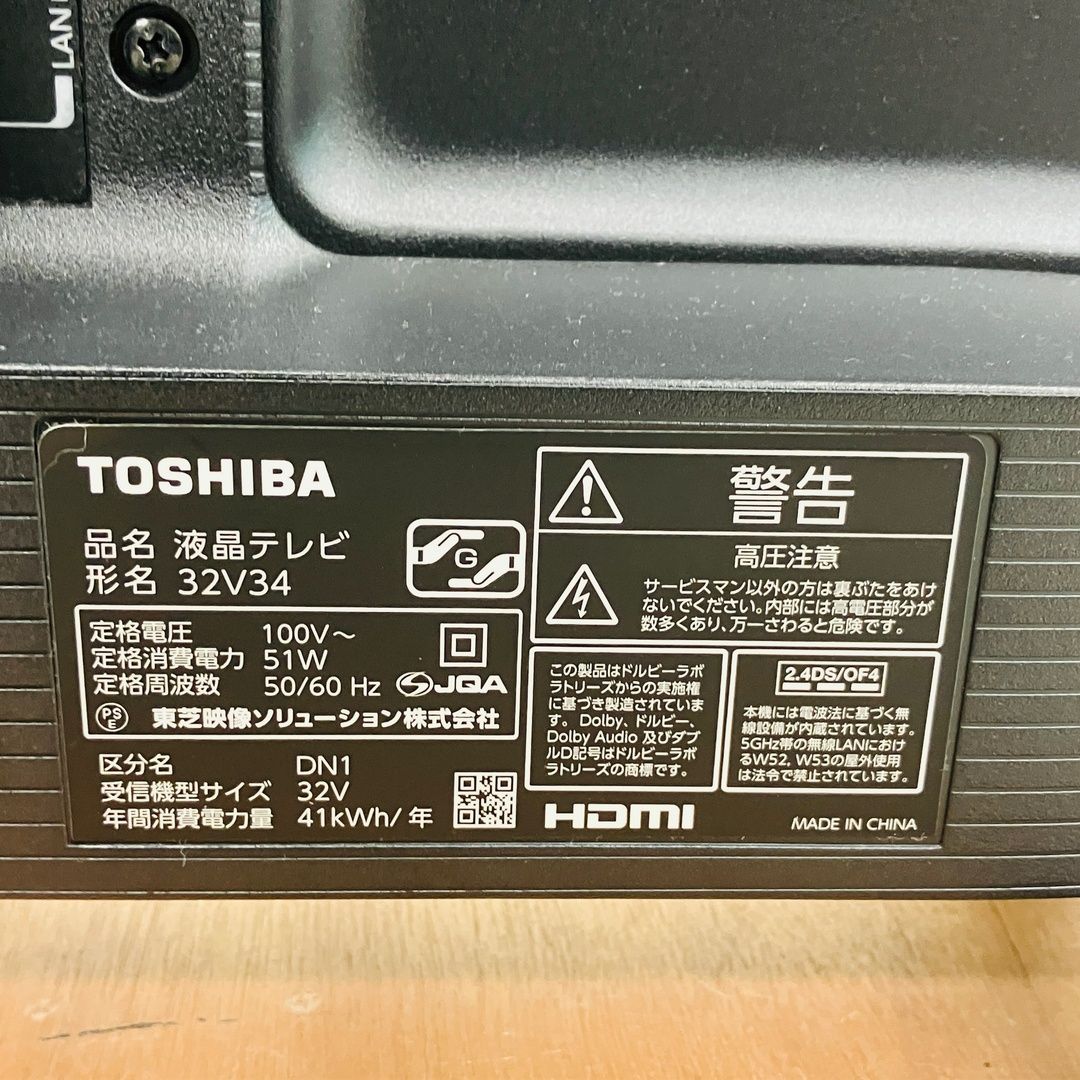 LAN
TOSHIBA
品名 液晶テレビ
形名 32V34
G
定格電圧 100V～
定格消費電力 51W
定格周波数 50/60 Hz
JQA
PS
E
東芝映像ソリューション株式会社
区分名 DN1
受信機型サイズ 32V
年間消費電力量 41kWh/年
警告
高圧注意
サービスマン以外の方は裏ぶたをあけ
ないでください。内部には高電圧部分が
数多くあり、万一さわると危険です。
この製品はドルビーラボ
ラトリーズからの実施権
に基づき製造されていま
す。Dolby、ドルビー、
Dolby Audio 及びダブ
ルD記号はドルビーラボ
ラトリーズの商標です。
2.4DS/OF4
本機には電波法に基づく無
線設備が内蔵されています。
5GHz帯の無線LANにおけ
るW52, W53の屋外使用
は法令で禁止されています。
HDMI
MADE IN CHINA